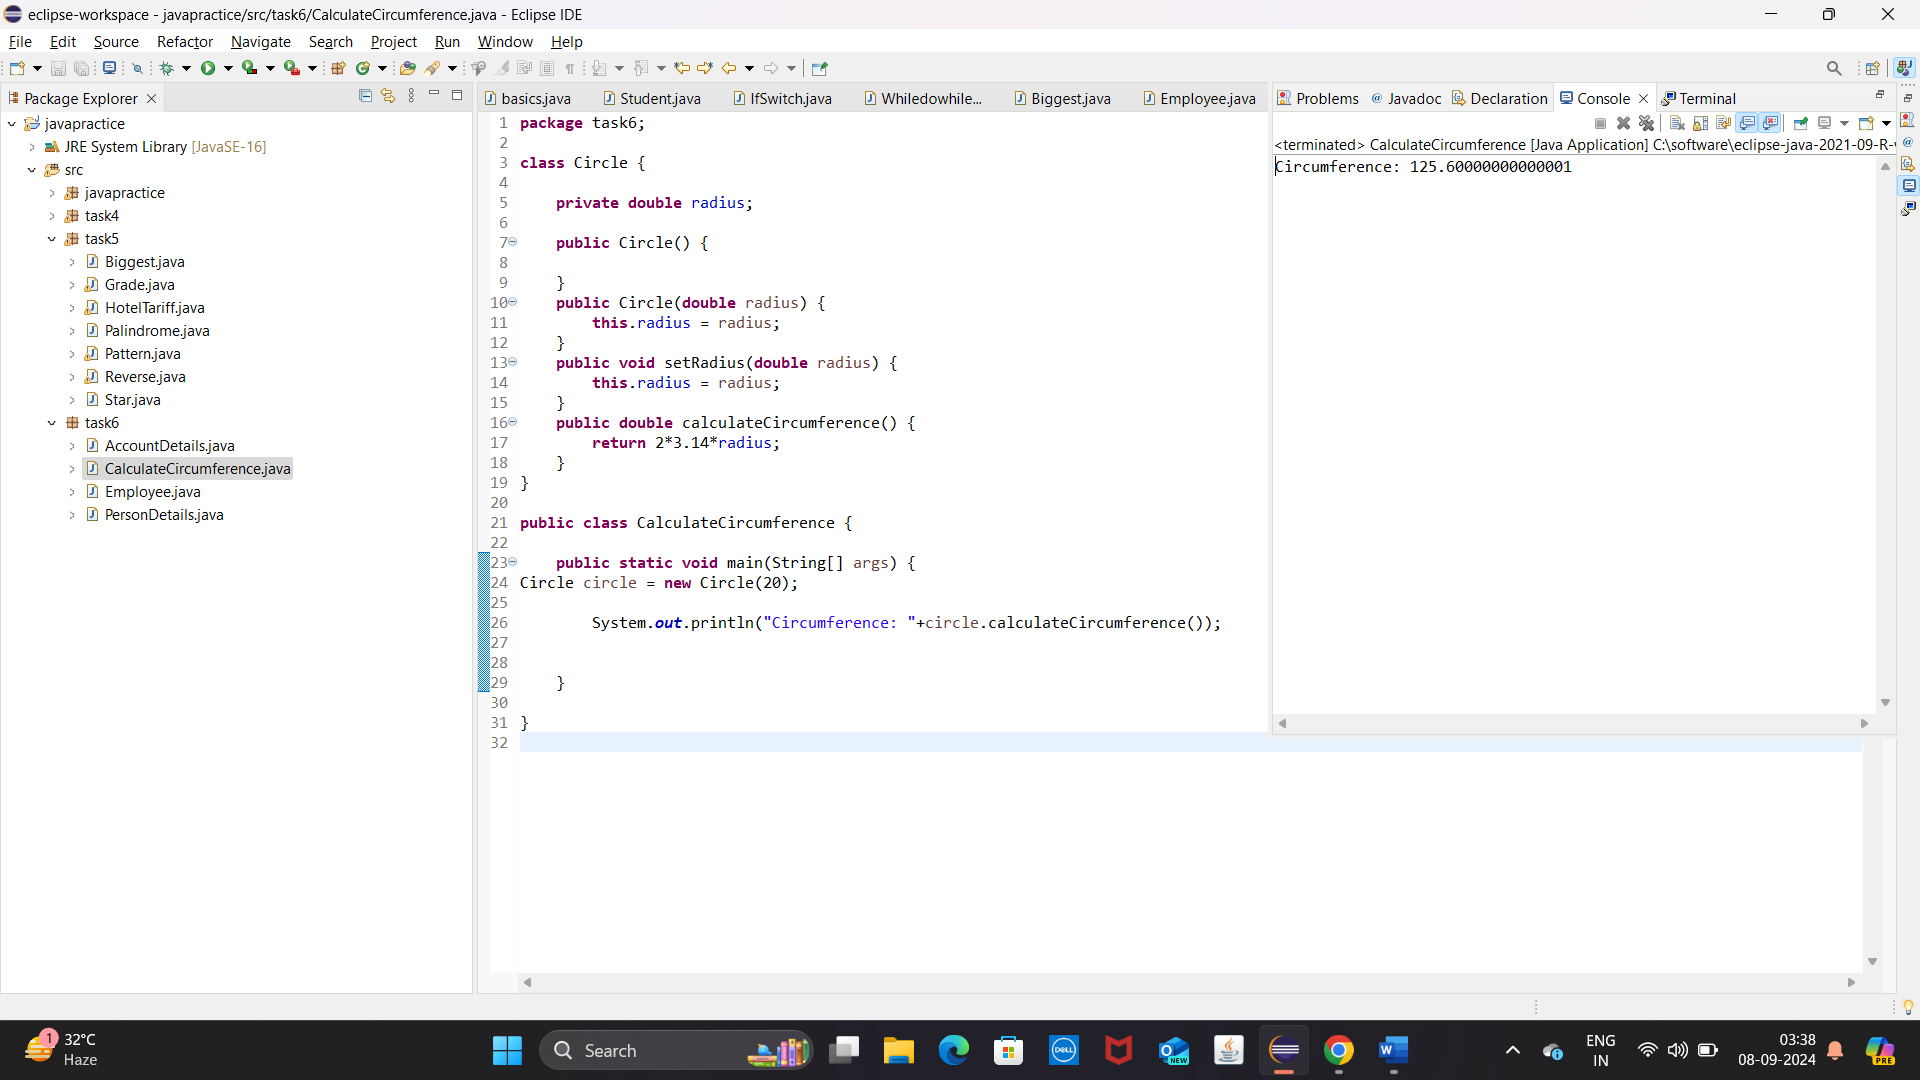 eclipse-workspace - javapractice/src/task6/CalculateCircumference.java - Eclipse IDE
File Edit Source Refactor Navigate Search Project Run Window Help
Package Explorer
javapractice
JRE System Library [JavaSE-16]
src
javapractice
task4
task5
Biggest.java
Grade.java
HotelTariff.java
Palindrome.java
Pattern.java
Reverse.java
Star.java
task6
AccountDetails.java
CalculateCircumference.java
Employee.java
PersonDetails.java
basics.java Student.java IfSwitch.java Whiledowhile... Biggest.java Employee.java
1 package task6;
2
3 class Circle {
4
5 private double radius;
6
7 public Circle() {
8
9 }
10 public Circle(double radius) {
11 this.radius = radius;
12 }
13 public void setRadius(double radius) {
14 this.radius = radius;
15 }
16 public double calculateCircumference() {
17 return 2*3.14*radius;
18 }
19 }
20
21 public class CalculateCircumference {
22
23 public static void main(String[] args) {
24 Circle circle = new Circle(20);
25
26 System.out.println("Circumference: "+circle.calculateCircumference());
27
28
29 }
30
31 }
32
Problems Javadoc Declaration Console Terminal
<terminated> CalculateCircumference [Java Application] C:\software\eclipse-java-2021-09-R-
Circumference: 125.60000000000001
1
32°C
Haze
Search
DELL
NEW
W
ENG
IN
03:38
08-09-2024
PRE